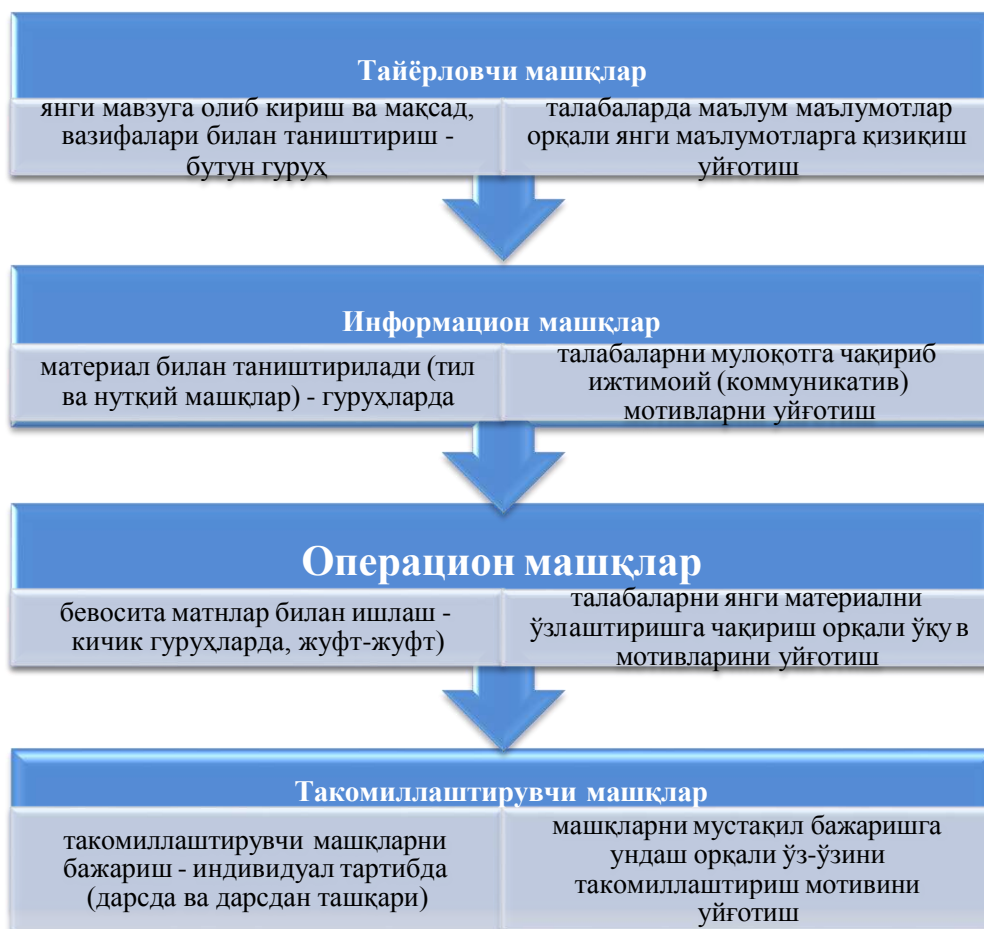 Тайёрловчи машқлар
янги мавзуга олиб кириш ва мақсад,
вазифалари билан таништириш -
бутун гуруҳ
талабаларда маълум маълумотлар
орқали янги маълумотларга қизиқиш
уйғотиш
Информацион машқлар
материал билан таништирилади (тил
ва нутқий машқлар) - гуруҳларда
талабаларни мулоқотга чақириб
ижтимоий (коммуникатив)
мотивларни уйғотиш
Операцион машқлар
бевосита матнлар билан ишлаш -
кичик гуруҳларда, жуфт-жуфт)
талабаларни янги материални
ўзлаштиришга чақириш орқали ўқув
мотивларини уйғотиш
Такомиллаштирувчи машқлар
такомиллаштирувчи машқларни
бажариш - индивидуал тартибда
(дарсда ва дарсдан ташқари)
машқларни мустақил бажаришга
ундаш орқали ўз-ўзини
такомиллаштириш мотивини
уйғотиш